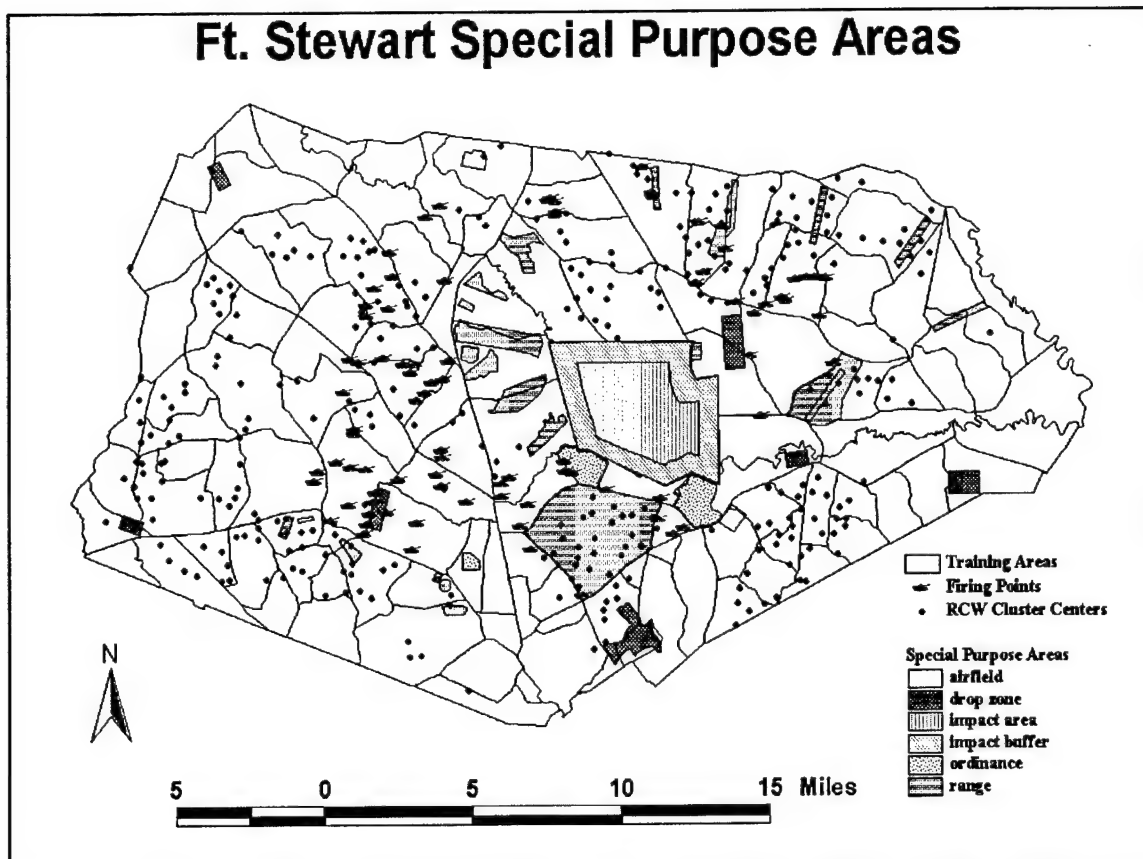 Ft. Stewart Special Purpose Areas
Training Areas
Firing Points
RCW Cluster Centers
Special Purpose Areas
airfield
drop zone
impact area
impact buffer
ordinance
range
N
5 0 5 10 15 Miles